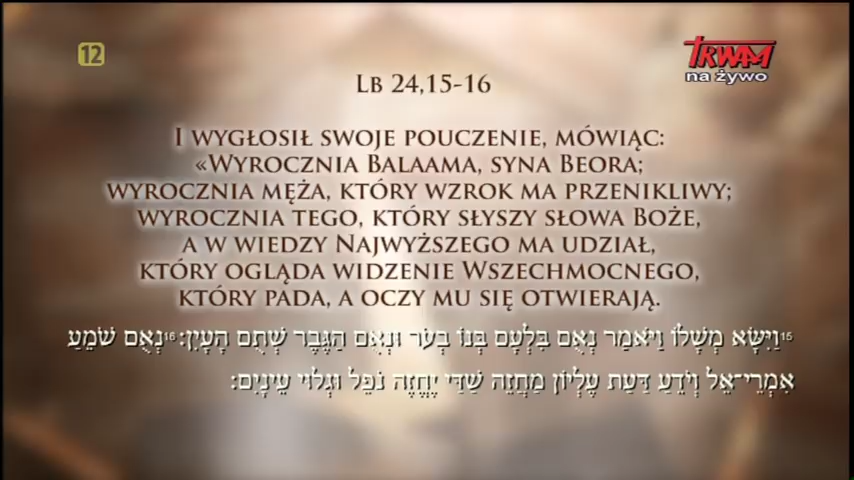 12
TRWAM
na żywo
Lb 24,15-16
I wygłosił swoje pouczenie, mówiąc:
«Wyrocznia Balaama, syna Beora;
wyrocznia męża, który wzrok ma przenikliwy;
wyrocznia tego, który słyszy słowa Boże,
a w wiedzy Najwyższego ma udział,
który ogląda widzenie Wszechmocnego,
który pada, a oczy mu się otwierają.
15וַיִּשָּׂא מְשָׁלוֹ וַיֹּאמַר נְאֻם בִּלְעָם בְּנוֹ בְעֹר וּנְאֻם הַגֶּבֶר שְׁתֻם הָעָיִן׃ 16נְאֻם שֹׁמֵעַ
אִמְרֵי־אֵל וְיֹדֵעַ דַּעַת עֶלְיוֹן מַחֲזֵה שַׁדַּי יֶחֱזֶה נֹפֵל וּגְלוּי עֵינָיִם׃